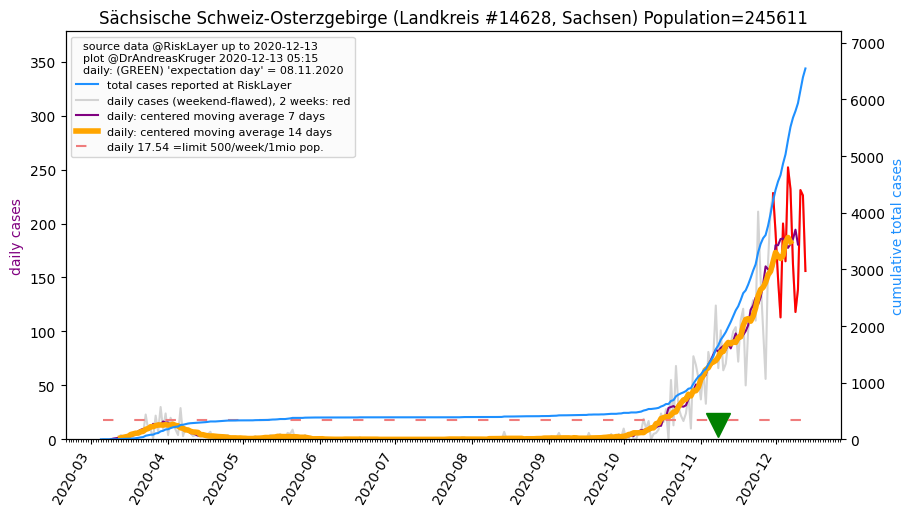 Sächsische Schweiz-Osterzgebirge (Landkreis #14628, Sachsen) Population=245611
source data @RiskLayer up to 2020-12-13
plot @DrAndreasKruger 2020-12-13 05:15
daily: (GREEN) 'expectation day' = 08.11.2020
total cases reported at RiskLayer
daily cases (weekend-flawed), 2 weeks: red
daily: centered moving average 7 days
daily: centered moving average 14 days
daily 17.54 =limit 500/week/1mio pop.
daily cases
350
300
250
200
150
100
50
0
7000
6000
5000
4000
3000
2000
1000
0
cumulative total cases
2020-03
2020-04
2020-05
2020-06
2020-07
2020-08
2020-09
2020-10
2020-11
2020-12